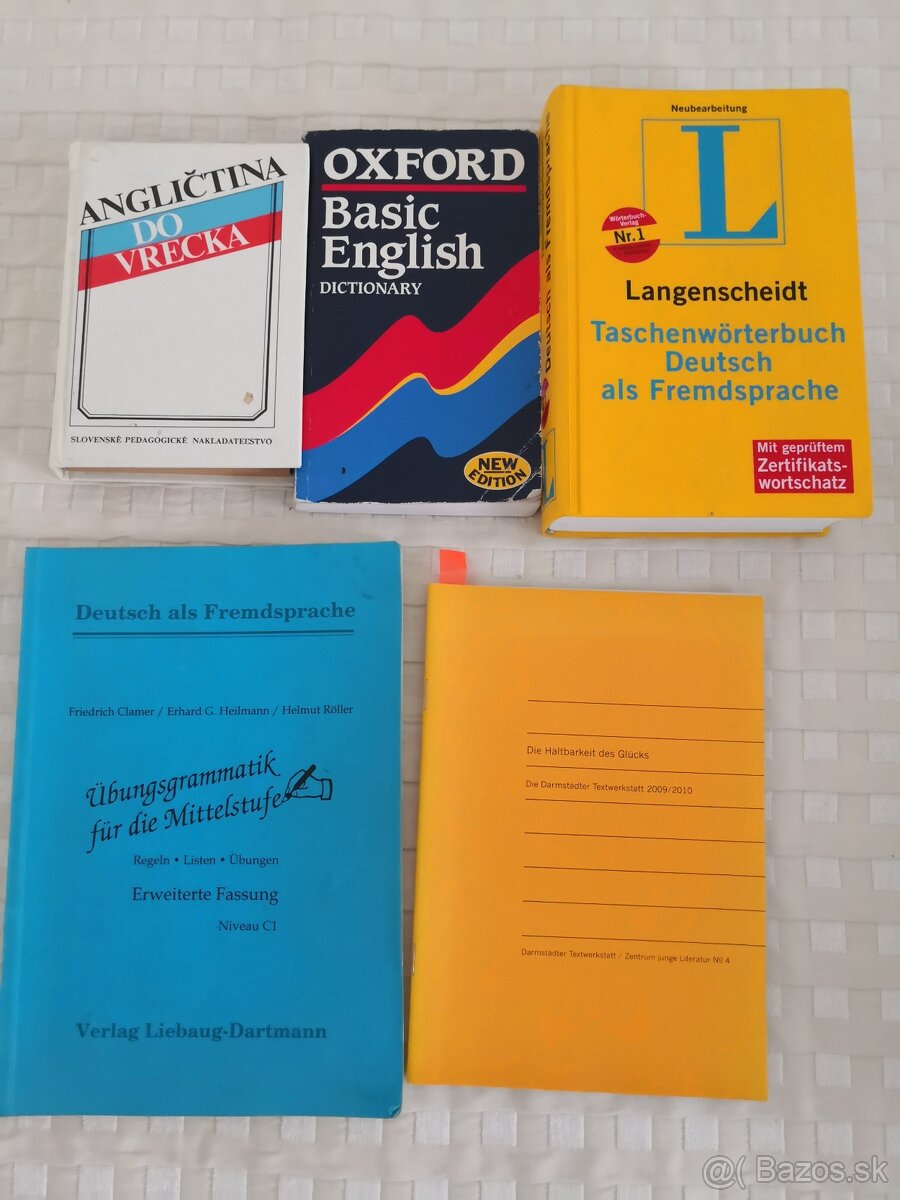 ANGLIČTINA
DO
VRECKA
SLOVENSKÉ PEDAGOGICKÉ NAKLADATEĽSTVO
OXFORD
Basic
English
DICTIONARY
NEW
EDITION
Neubearbeitung
L
Wörterbuch-
Verlag
Nr. 1
Langenscheidt
Taschenwörterbuch
Deutsch
als Fremdsprache
Mit geprüftem
Zertifikats-
wortschatz
Deutsch als Fremdsprache
Deutsch als Fremdsprache
Friedrich Clamer / Erhard G. Heilmann / Helmut Röller
Übungsgrammatik
für die Mittelstufe
Regeln • Listen • Übungen
Erweiterte Fassung
Niveau C1
Verlag Liebaug-Dartmann
Die Haltbarkeit des Glücks
Die Darmstädter Textwerkstatt 2009/2010
Darmstädter Textwerkstatt / Zentrum junge Literatur № 4
@( Bazos.sk